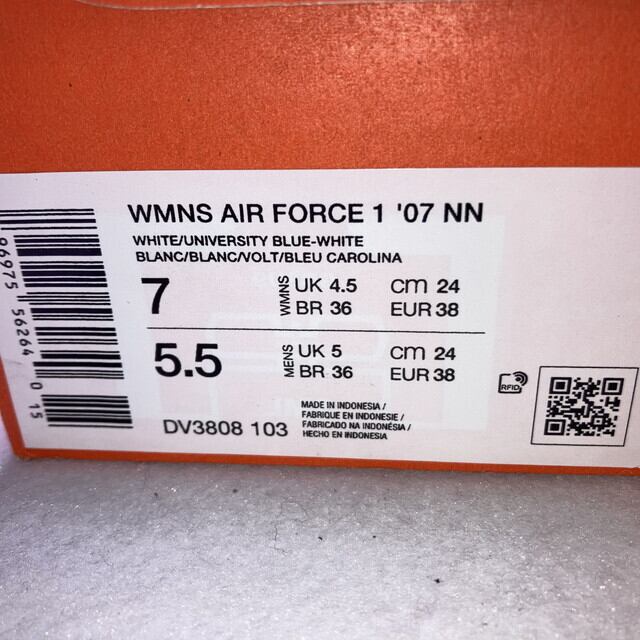 WMNS AIR FORCE 1 '07 NN
WHITE/UNIVERSITY BLUE-WHITE
BLANC/BLANC/VOLT/BLEU CAROLINA
7 WMNS UK 4.5 CM 24
BR 36 EUR 38
5.5 MENS UK 5 CM 24
BR 36 EUR 38
DV3808 103
MADE IN INDONESIA /
FABRIQUE EN INDONESIE /
FABRICADO NA INDONÉSIA /
HECHO EN INDONESIA
RFID
96975 56264 0 15